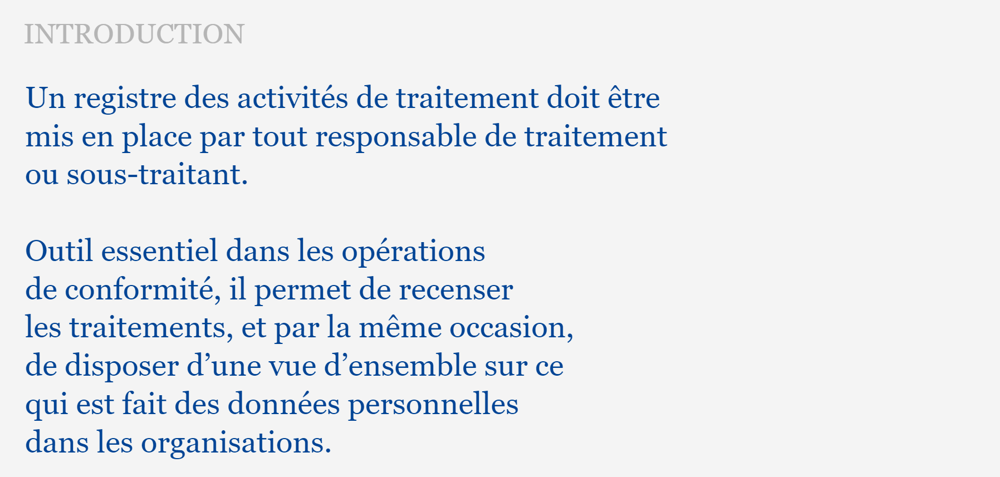 INTRODUCTION
Un registre des activités de traitement doit être
mis en place par tout responsable de traitement
ou sous-traitant.
Outil essentiel dans les opérations
de conformité, il permet de recenser
les traitements, et par la même occasion,
de disposer d’une vue d’ensemble sur ce
qui est fait des données personnelles
dans les organisations.